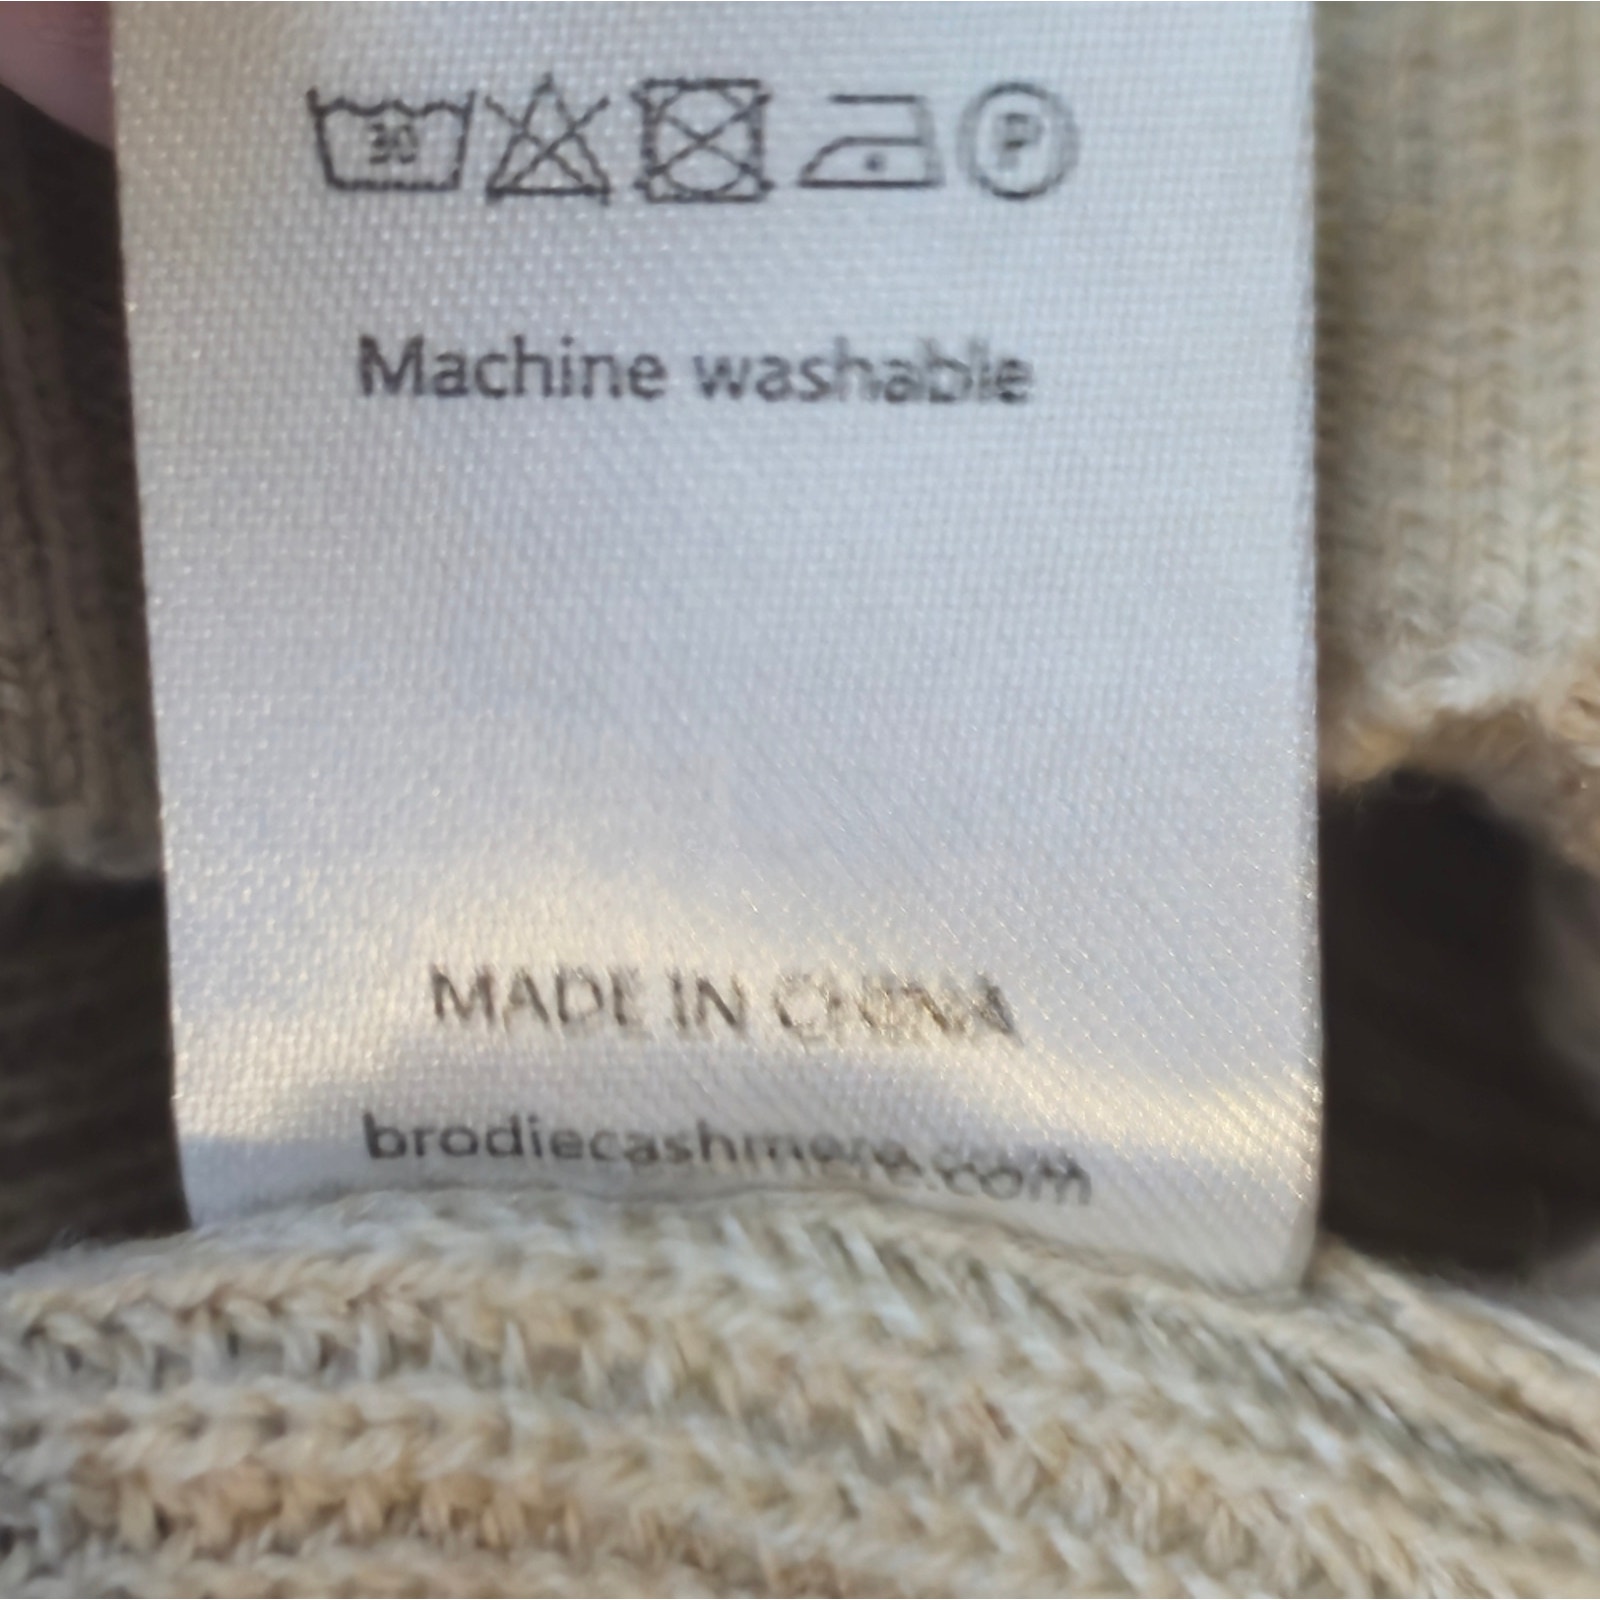 30 P
Machine washable
MADE IN CHINA
brodiecashmere.com